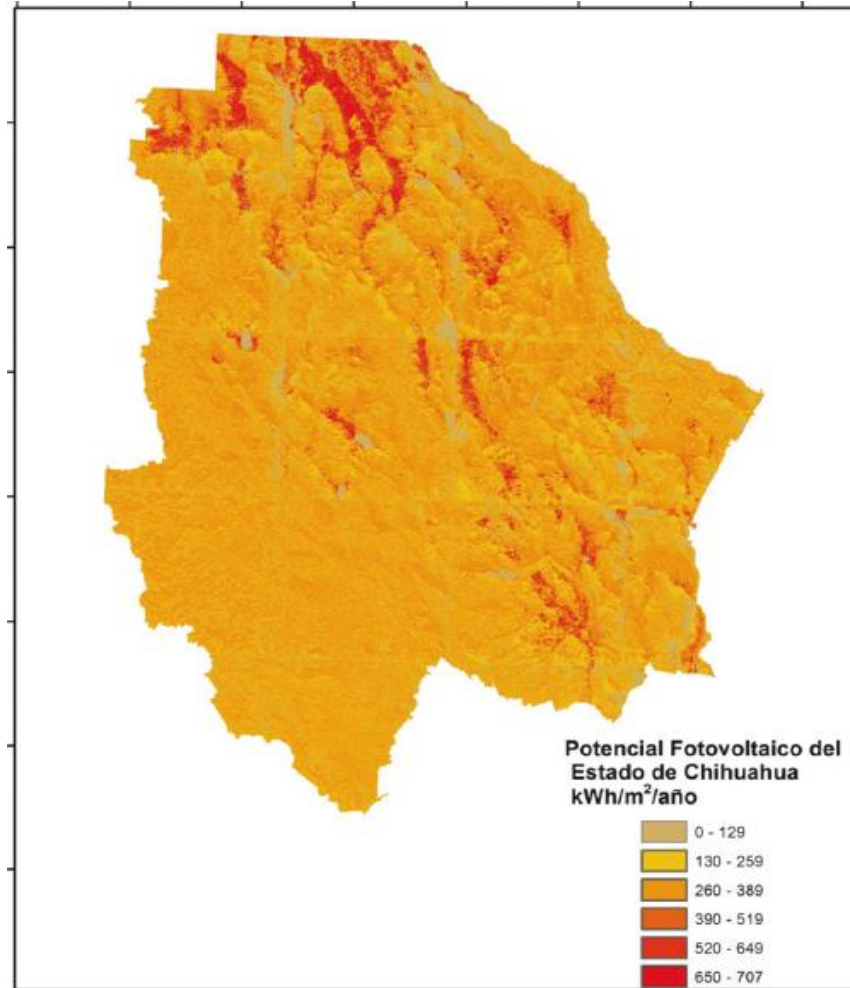 Potencial Fotovoltaico del
Estado de Chihuahua
kWh/m²/año
0 - 129
130 - 259
260 - 389
390 - 519
520 - 649
650 - 707